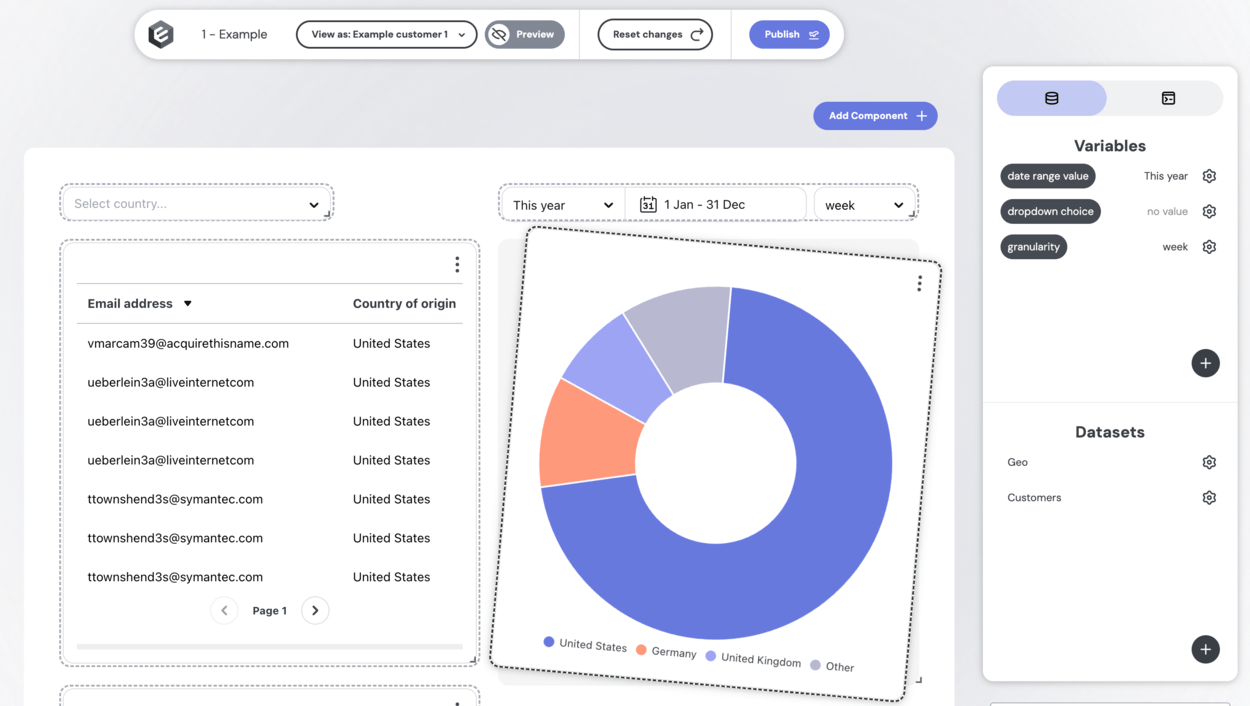 1 - Example
View as: Example customer 1
Preview
Reset changes
Publish
Add Component
Select country...
This year
31
1 Jan - 31 Dec
week
Email address
Country of origin
vmarcam39@acquirethisname.com United States
ueberlein3a@liveinternetcom United States
ueberlein3a@liveinternetcom United States
ueberlein3a@liveinternetcom United States
ttownshend3s@symantec.com United States
ttownshend3s@symantec.com United States
ttownshend3s@symantec.com United States
Page 1
United States
Germany
United Kingdom
Other
Variables
date range value This year
dropdown choice no value
granularity week
Datasets
Geo
Customers